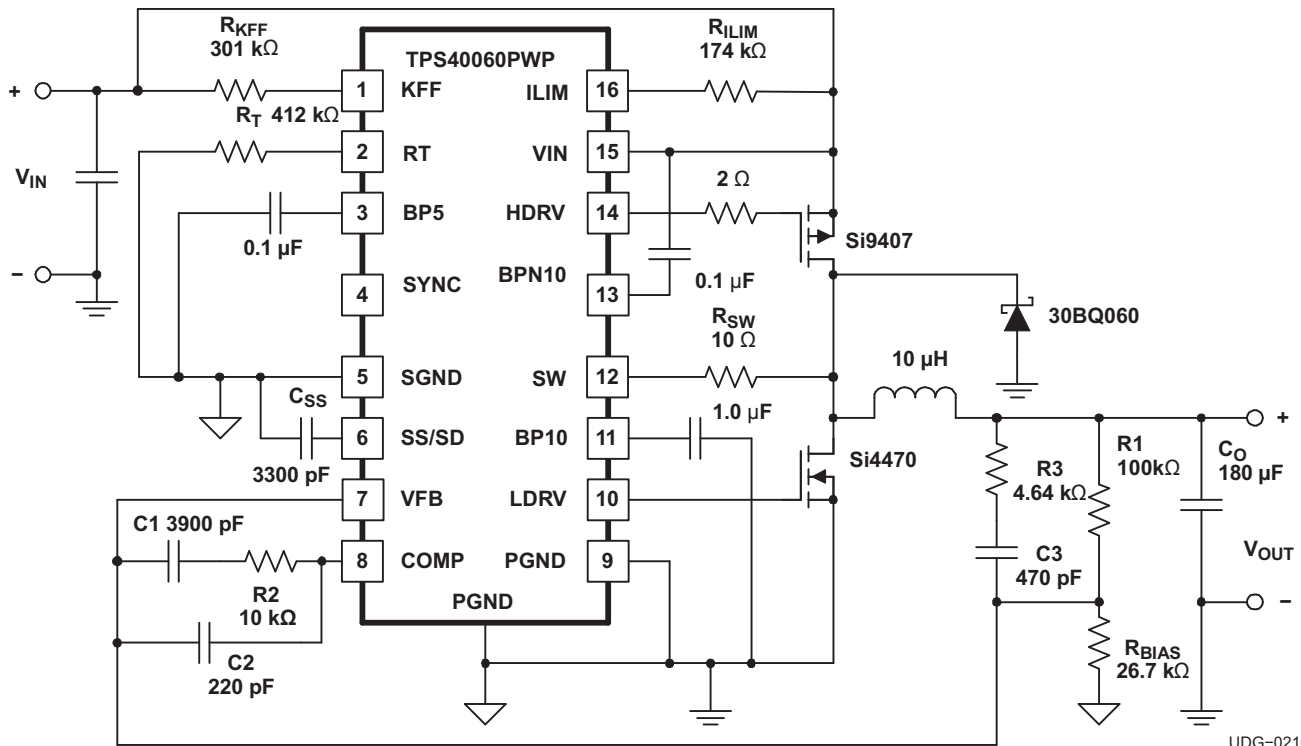 RKFF
301 kΩ
RILIM
174 kΩ
TPS40060PWP
+
1
KFF
ILIM
16
RT 412 kΩ
2
RT
VIN
15
VIN
2 Ω
3
BP5
HDRV
14
0.1 µF
Si9407
–
4
SYNC
BPN10
13
0.1 µF
RSW
10 Ω
30BQ060
10 µH
5
SGND
SW
12
CSS
1.0 µF
+
6
SS/SD
BP10
11
3300 pF
Si4470
R3
4.64 kΩ
R1
100kΩ
CO
180 µF
7
VFB
LDRV
10
C1 3900 pF
8
COMP
PGND
9
VOUT
R2
10 kΩ
C3
470 pF
PGND
–
C2
220 pF
RBIAS
26.7 kΩ